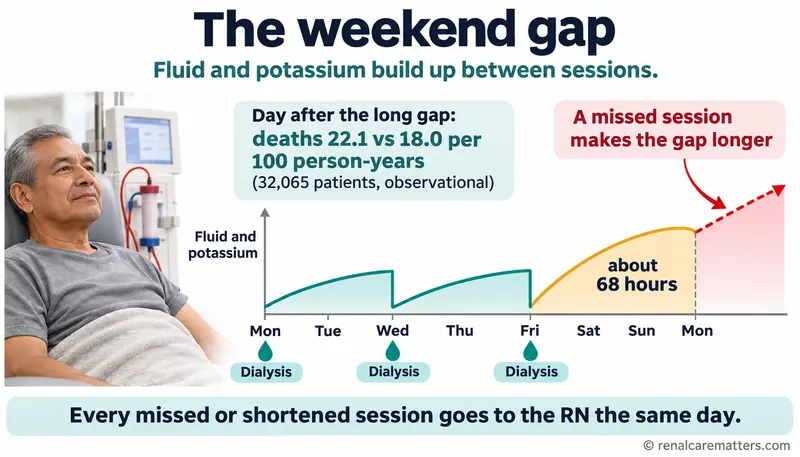 The weekend gap
Fluid and potassium build up between sessions.
Day after the long gap:
deaths 22.1 vs 18.0 per
100 person-years
(32,065 patients, observational)
A missed session
makes the gap longer
Fluid and
potassium
about
68 hours
Mon Tue Wed Thu Fri Sat Sun Mon
Dialysis Dialysis Dialysis
Every missed or shortened session goes to the RN the same day.
© renalcarematters.com